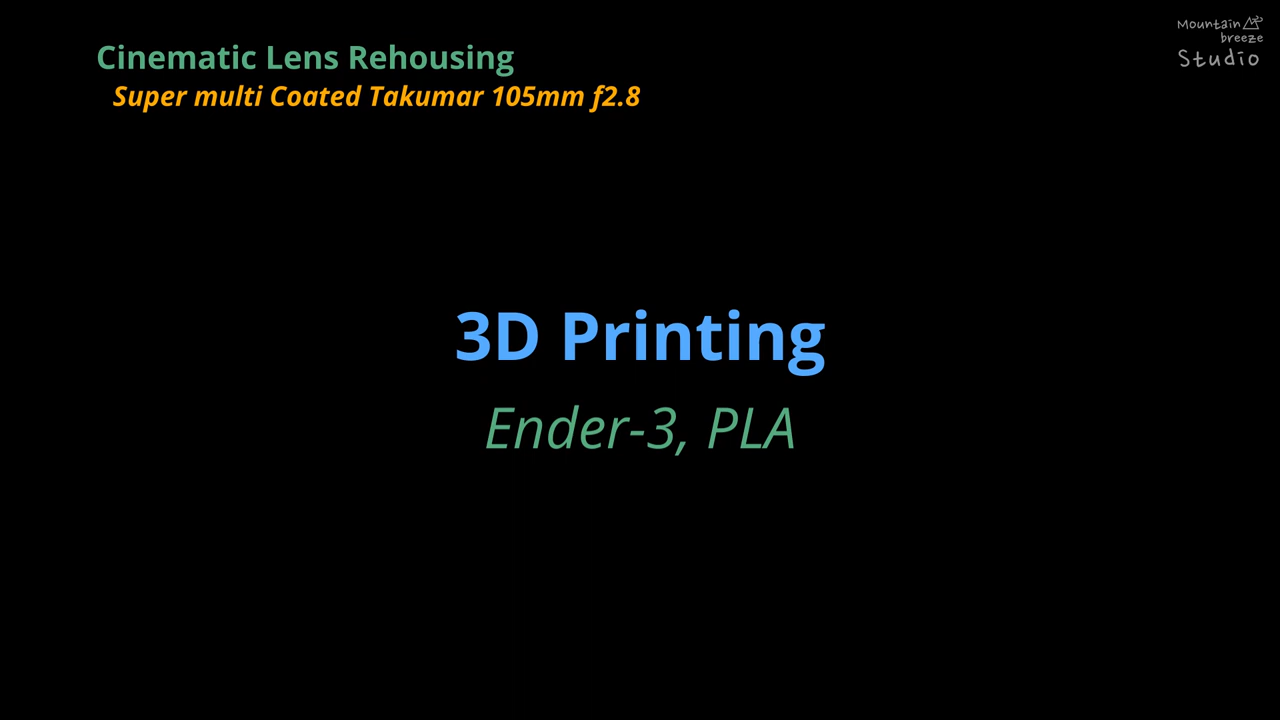 Cinematic Lens Rehousing
Super multi Coated Takumar 105mm f2.8
Mountain
breeze
Studio
3D Printing
Ender-3, PLA